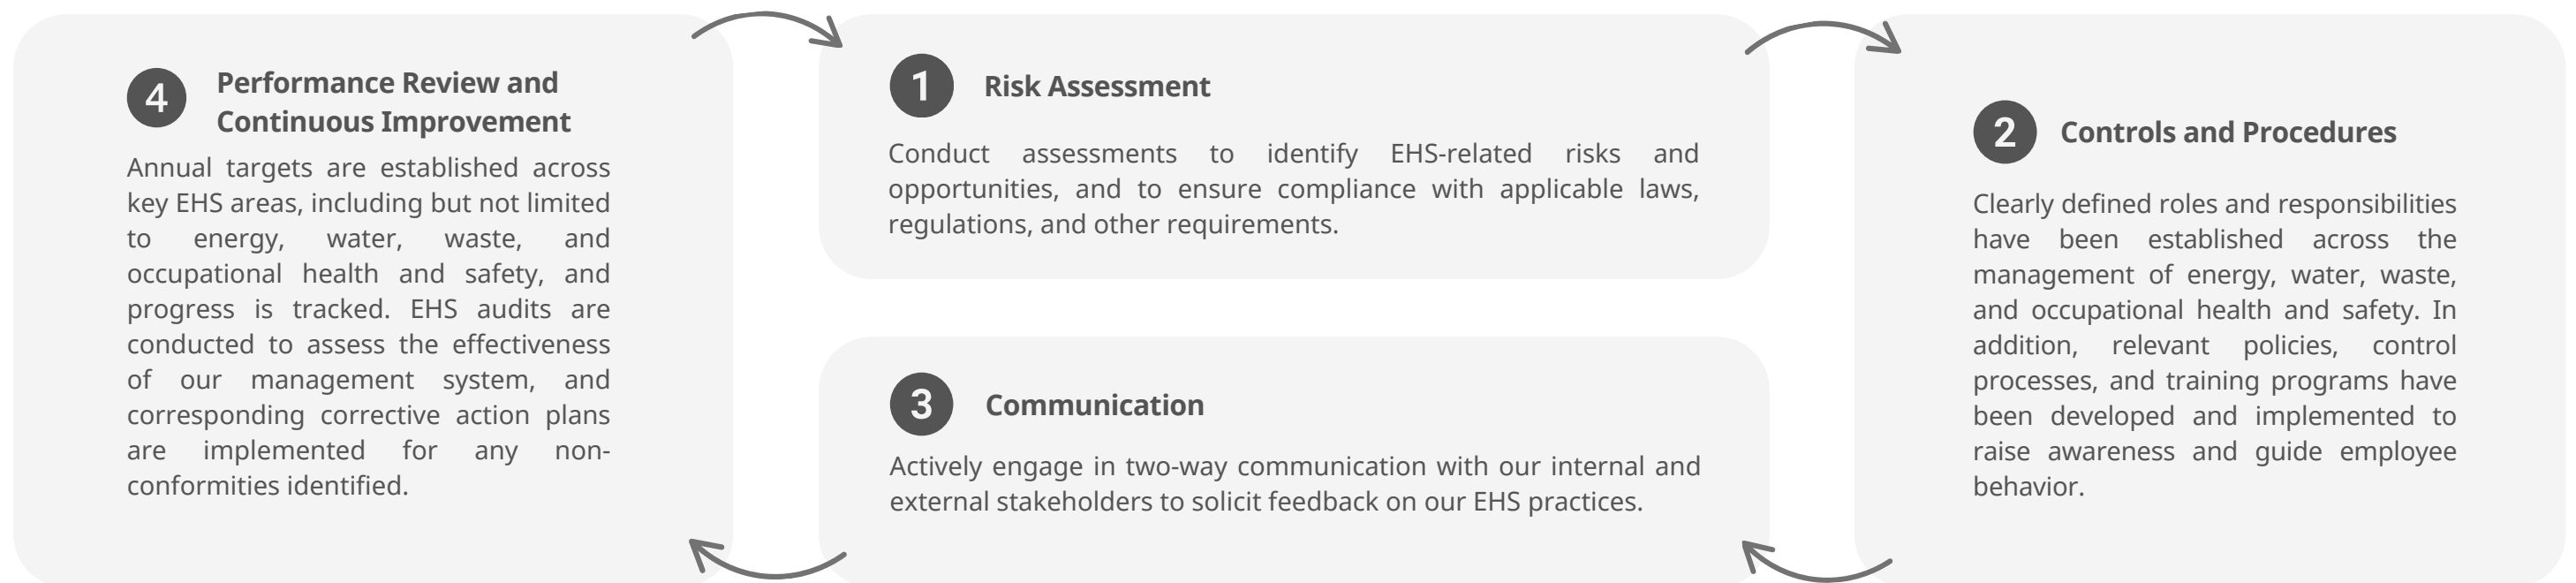 4
Performance Review and
Continuous Improvement
Annual targets are established across
key EHS areas, including but not limited
to energy, water, waste, and
occupational health and safety, and
progress is tracked. EHS audits are
conducted to assess the effectiveness
of our management system, and
corresponding corrective action plans
are implemented for any non-
conformities identified.
1
Risk Assessment
Conduct assessments to identify EHS-related risks and
opportunities, and to ensure compliance with applicable laws,
regulations, and other requirements.
3
Communication
Actively engage in two-way communication with our internal and
external stakeholders to solicit feedback on our EHS practices.
2
Controls and Procedures
Clearly defined roles and responsibilities
have been established across the
management of energy, water, waste,
and occupational health and safety. In
addition, relevant policies, control
processes, and training programs have
been developed and implemented to
raise awareness and guide employee
behavior.